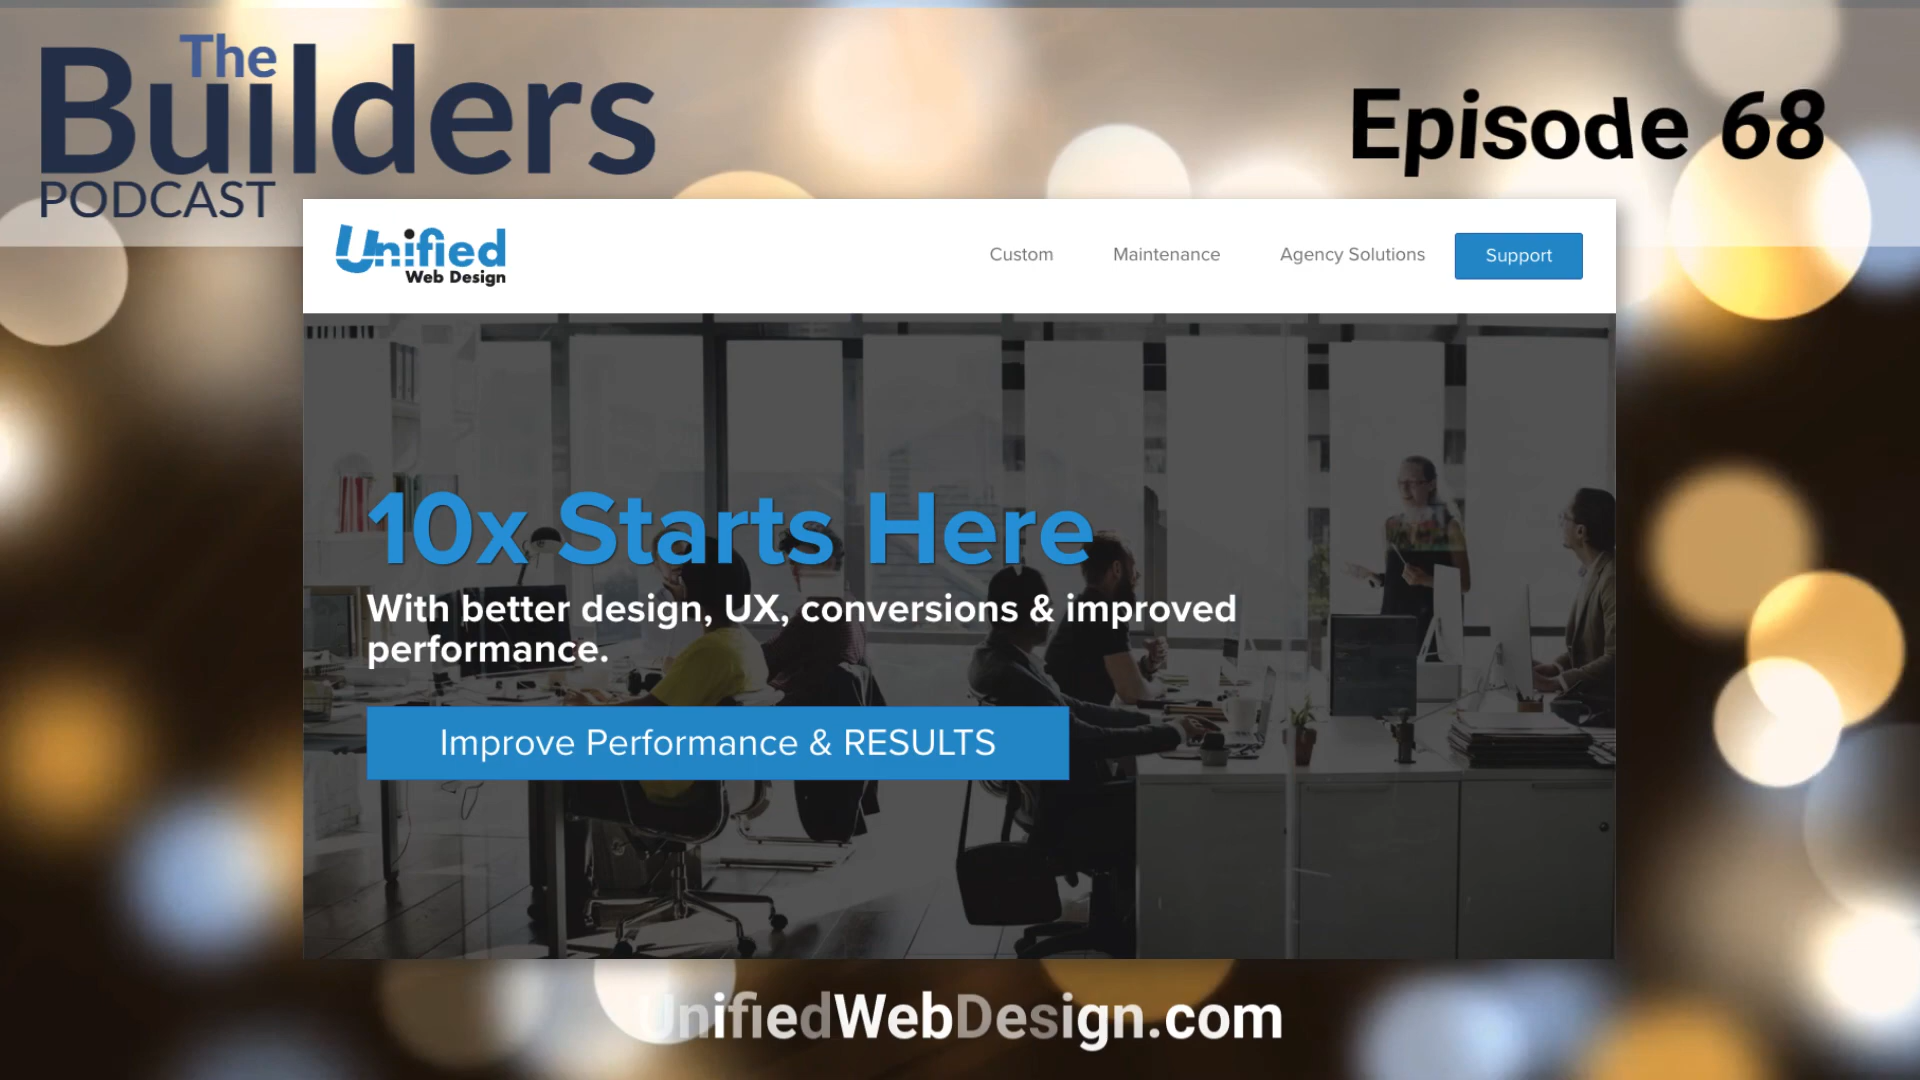 The
Builders
PODCAST
Episode 68
Unified
Web Design
Custom
Maintenance
Agency Solutions
Support
10x Starts Here
With better design, UX, conversions & improved
performance.
Improve Performance & RESULTS
UnifiedWebDesign.com